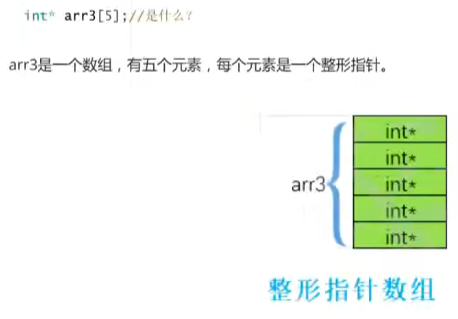 int* arr3[5];//是什么?
arr3是一个数组，有五个元素，每个元素是一个整形指针。
int*
int*
arr3
int*
int*
int*
整形指针数组